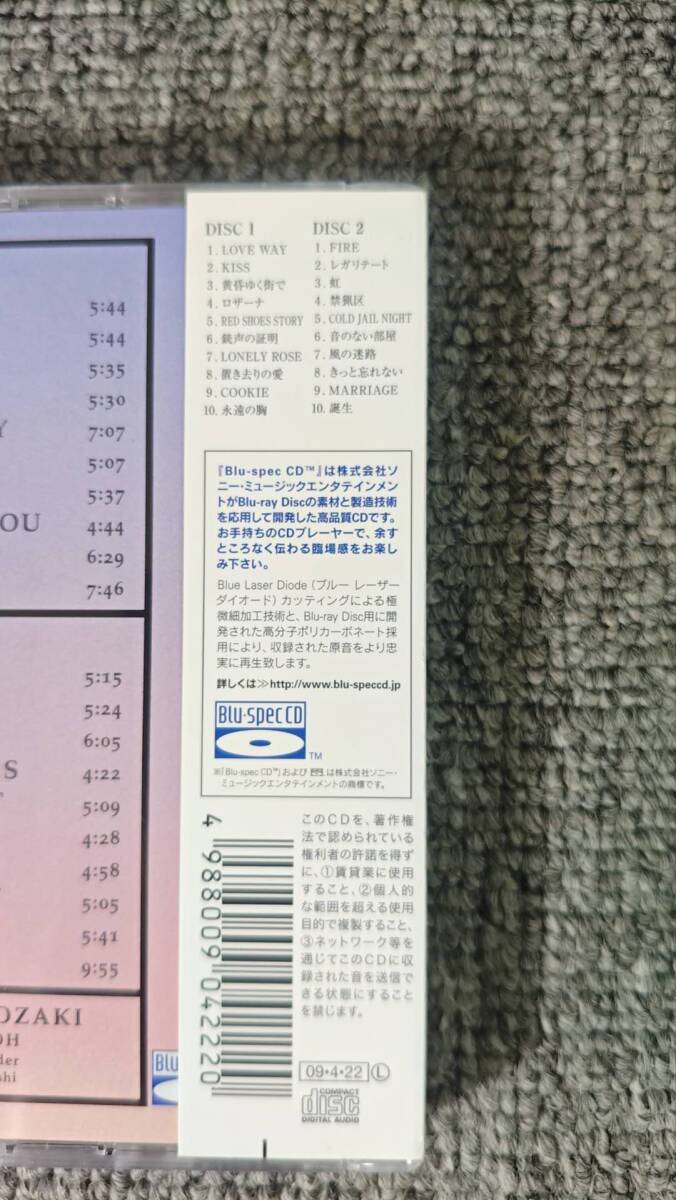 DISC 1
1. LOVE WAY
2. KISS
3. 黄昏ゆく街で
4. ロザーナ
5. RED SHOES STORY
6. 銃声の証明
7. LONELY ROSE
8. 置き去りの愛
9. COOKIE
10. 永遠の胸
DISC 2
1. FIRE
2. レガリテート
3. 虹
4. 禁猟区
5. COLD JAIL NIGHT
6. 音のない部屋
7. 風の迷路
8. きっと忘れない
9. MARRIAGE
10. 誕生
『Blu-spec CD™』は株式会社ソ
ニー・ミュージックエンタテインメ
ントがBlu-ray Discの素材と製造技術
を応用して開発した高品質CDです。
お手持ちのCDプレーヤーで、余す
ところなく伝わる臨場感をお楽し
み下さい。
Blue Laser Diode（ブルー レーザー
ダイオード）カッティングによる極
微細加工技術と、Blu-ray Disc用に開
発された高分子ポリカーボネート採
用により、収録された原音をより忠
実に再生致します。
詳しくは≫http://www.blu-speccd.jp
Blu-spec CD
TM
※『Blu-spec CD™』および は株式会社ソニー・
ミュージックエンタテインメントの商標です。
4 988009 042220
このCDを、著作権
法で認められている
権利者の許諾を得ず
に、①賃貸業に使用
すること、②個人的
な範囲を超える使用
目的で複製すること、
③ネットワーク等を
通じてこのCDに収
録された音を送信で
きる状態にすること
を禁じます。
09・4・22 Ⓛ
COMPACT
disc
DIGITAL AUDIO
5:44
5:44
5:35
5:30
Y 7:07
5:07
5:37
OU 4:44
6:29
7:46
5:15
5:24
6:05
S 4:22
T 5:09
4:28
4:58
5:05
5:41
9:55
OZAKI
OH
der
shi
Blu